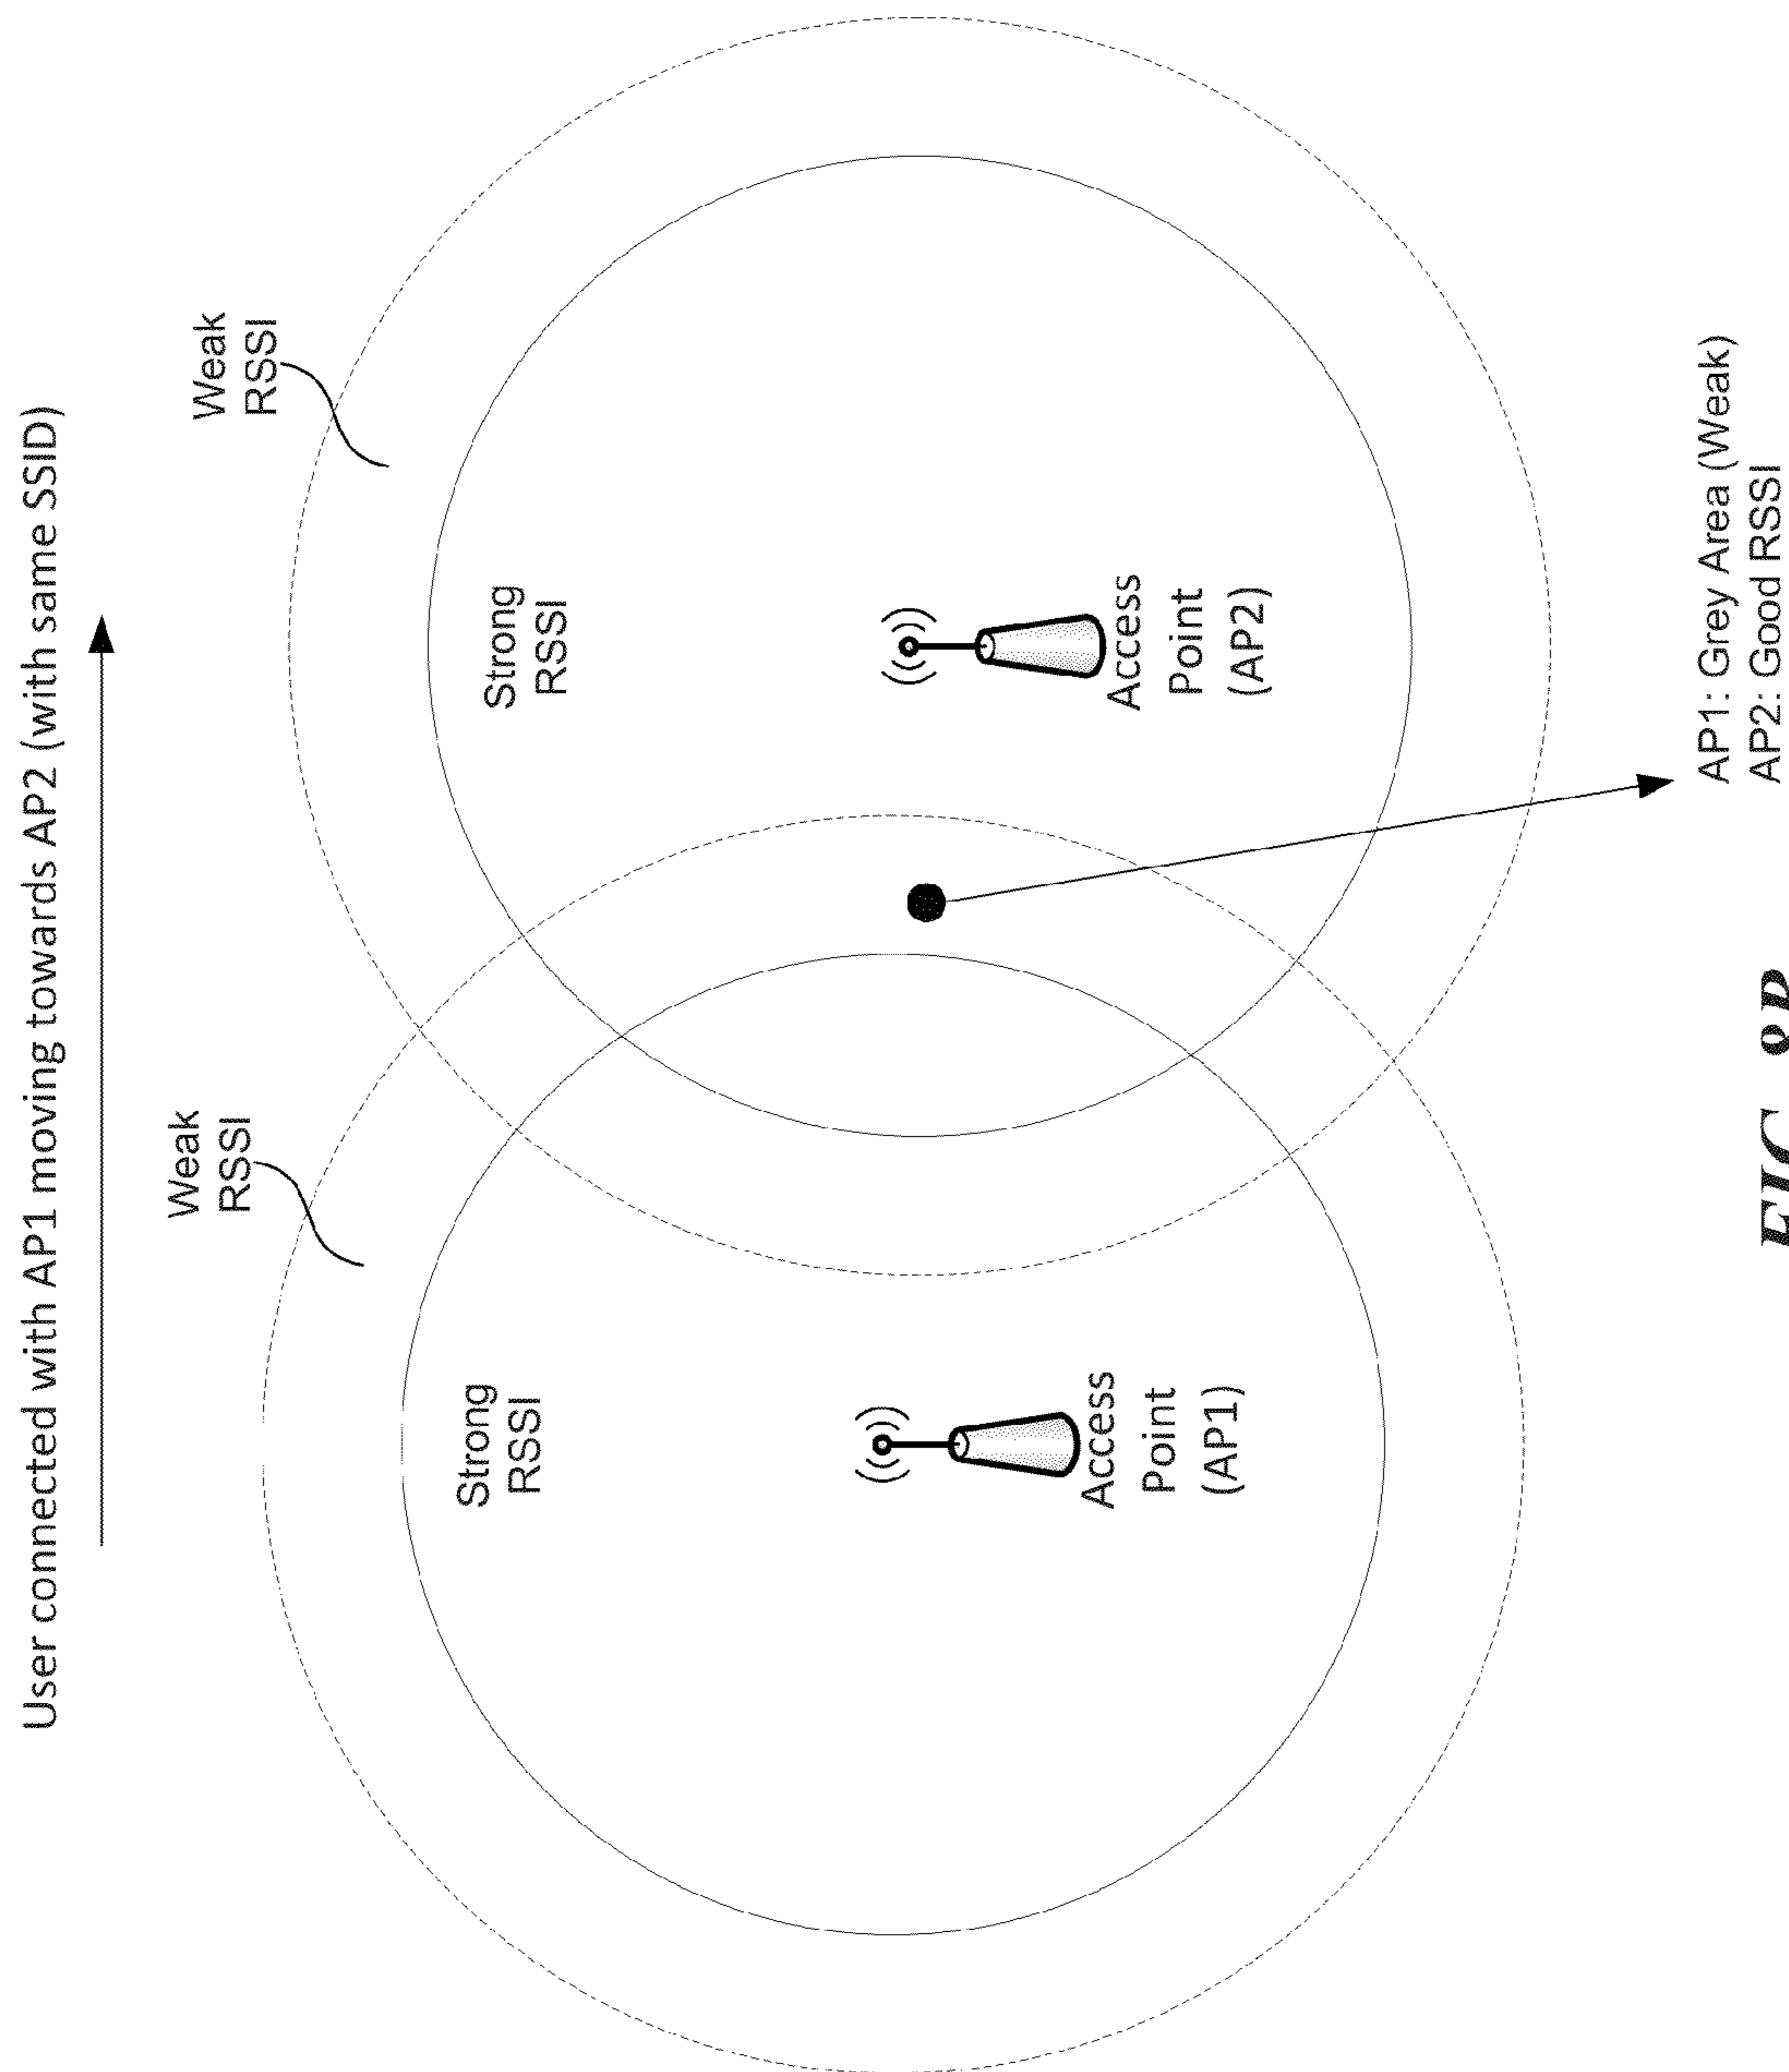 User connected with AP1 moving towards AP2 (with same SSID)
Weak
RSSI
Weak
RSSI
Strong
RSSI
Strong
RSSI
Access
Point
(AP1)
Access
Point
(AP2)
AP1: Grey Area (Weak)
AP2: Good RSSI